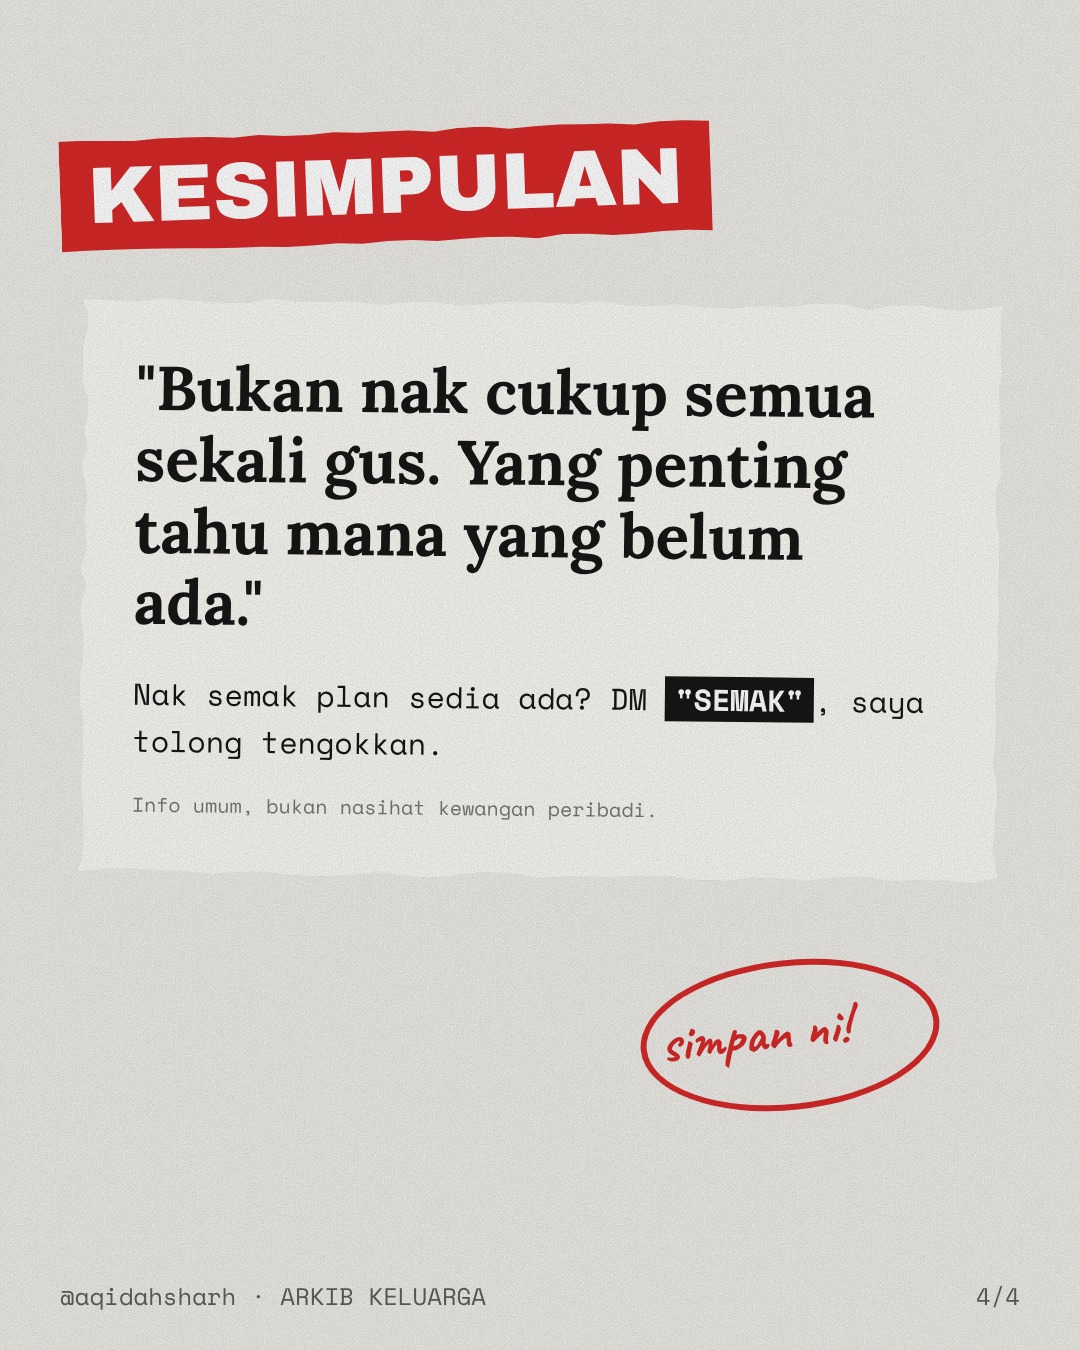 KESIMPULAN
"Bukan nak cukup semua
sekali gus. Yang penting
tahu mana yang belum
ada."
Nak semak plan sedia ada? DM "SEMAK", saya
tolong tengokkan.
Info umum, bukan nasihat kewangan peribadi.
simpan ni!
@aqidahsharh · ARKIB KELUARGA
4/4